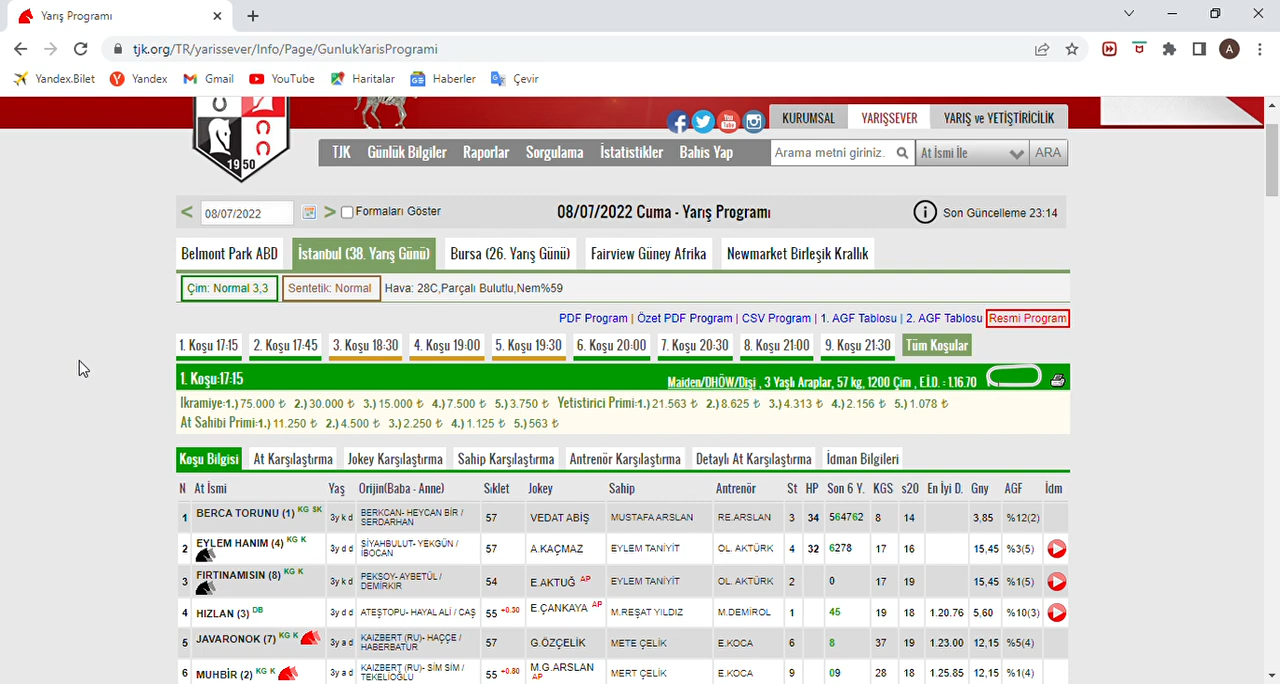 Yarış Programı
tjk.org/TR/yarissever/Info/Page/GunlukYarisProgrami
A
Yandex.Bilet Yandex Gmail YouTube Haritalar Haberler Çevir
C C
C
1950
KURUMSAL YARIŞSEVER YARIŞ ve YETİŞTİRİCİLİK
TJK Günlük Bilgiler Raporlar Sorgulama İstatistikler Bahis Yap Arama metni giriniz. At İsmi İle ARA
08/07/2022 Formaları Göster 08/07/2022 Cuma - Yarış Programı Son Güncelleme 23:14
Belmont Park ABD İstanbul (38. Yarış Günü) Bursa (26. Yarış Günü) Fairview Güney Afrika Newmarket Birleşik Krallık
Çim: Normal 3,3 Sentetik: Normal Hava: 28C,Parçalı Bulutlu,Nem%59
PDF Program | Özet PDF Program | CSV Program | 1. AGF Tablosu | 2. AGF Tablosu Resmi Program
1. Koşu 17:15 2. Koşu 17:45 3. Koşu 18:30 4. Koşu 19:00 5. Koşu 19:30 6. Koşu 20:00 7. Koşu 20:30 8. Koşu 21:00 9. Koşu 21:30 Tüm Koşular
1. Koşu:17:15 Maiden/DHÖW/Dişi , 3 Yaşlı Araplar, 57 kg, 1200 Çim , E.İ.D. : 1.16.70
Ikramiye:1.) 75.000 ₺ 2.) 30.000 ₺ 3.) 15.000 ₺ 4.) 7.500 ₺ 5.) 3.750 ₺ Yetistirici Primi:1.) 21.563 ₺ 2.) 8.625 ₺ 3.) 4.313 ₺ 4.) 2.156 ₺ 5.) 1.078 ₺
At Sahibi Primi:1.) 11.250 ₺ 2.) 4.500 ₺ 3.) 2.250 ₺ 4.) 1.125 ₺ 5.) 563 ₺
Koşu Bilgisi At Karşılaştırma Jokey Karşılaştırma Sahip Karşılaştırma Antrenör Karşılaştırma Detaylı At Karşılaştırma İdman Bilgileri
N At İsmi Yaş Orijin(Baba - Anne) Sıklet Jokey Sahip Antrenör St HP Son 6 Y. KGS s20 En İyi D. Gny AGF İdm
1 BERCA TORUNU (1) KG SK 3y k d BERKCAN- HEYCAN BİR / SERDARHAN 57 VEDAT ABİŞ MUSTAFA ARSLAN RE.ARSLAN 3 34 564762 8 14 3,85 %12(2)
2 EYLEM HANIM (4) KG K 3y d d SİYAHBULUT- YEKGÜN / İBOCAN 57 A.KAÇMAZ EYLEM TANİYİT OL. AKTÜRK 4 32 6278 17 16 15,45 %3(5)
3 FIRTINAMISIN (8) KG K 3y k d PEKSOY- AYBETÜL / DEMİRKIR 54 E.AKTUĞ AP EYLEM TANİYİT OL. AKTÜRK 2 0 17 19 15,45 %1(5)
4 HIZLAN (3) DB 3y d d ATEŞTOPU- HAYAL ALİ / CAŞ 55 +0.30 E.ÇANKAYA AP M.REŞAT YILDIZ M.DEMİROL 1 45 19 18 1.20.76 5,60 %10(3)
5 JAVARONOK (7) KG K 3y a d KAIZBERT (RU)- HAÇÇE / HABERBATUR 57 G.ÖZÇELİK METE ÇELİK E.KOCA 6 8 37 19 1.23.00 12,15 %5(4)
6 MUHBİR (2) KG K 3y a d KAIZBERT (RU)- SİM SİM / TEKELİOĞLU 55 +0.80 M.G.ARSLAN AP MERT ÇELİK E.KOCA 9 09 28 18 1.25.85 12,15 %1(4)